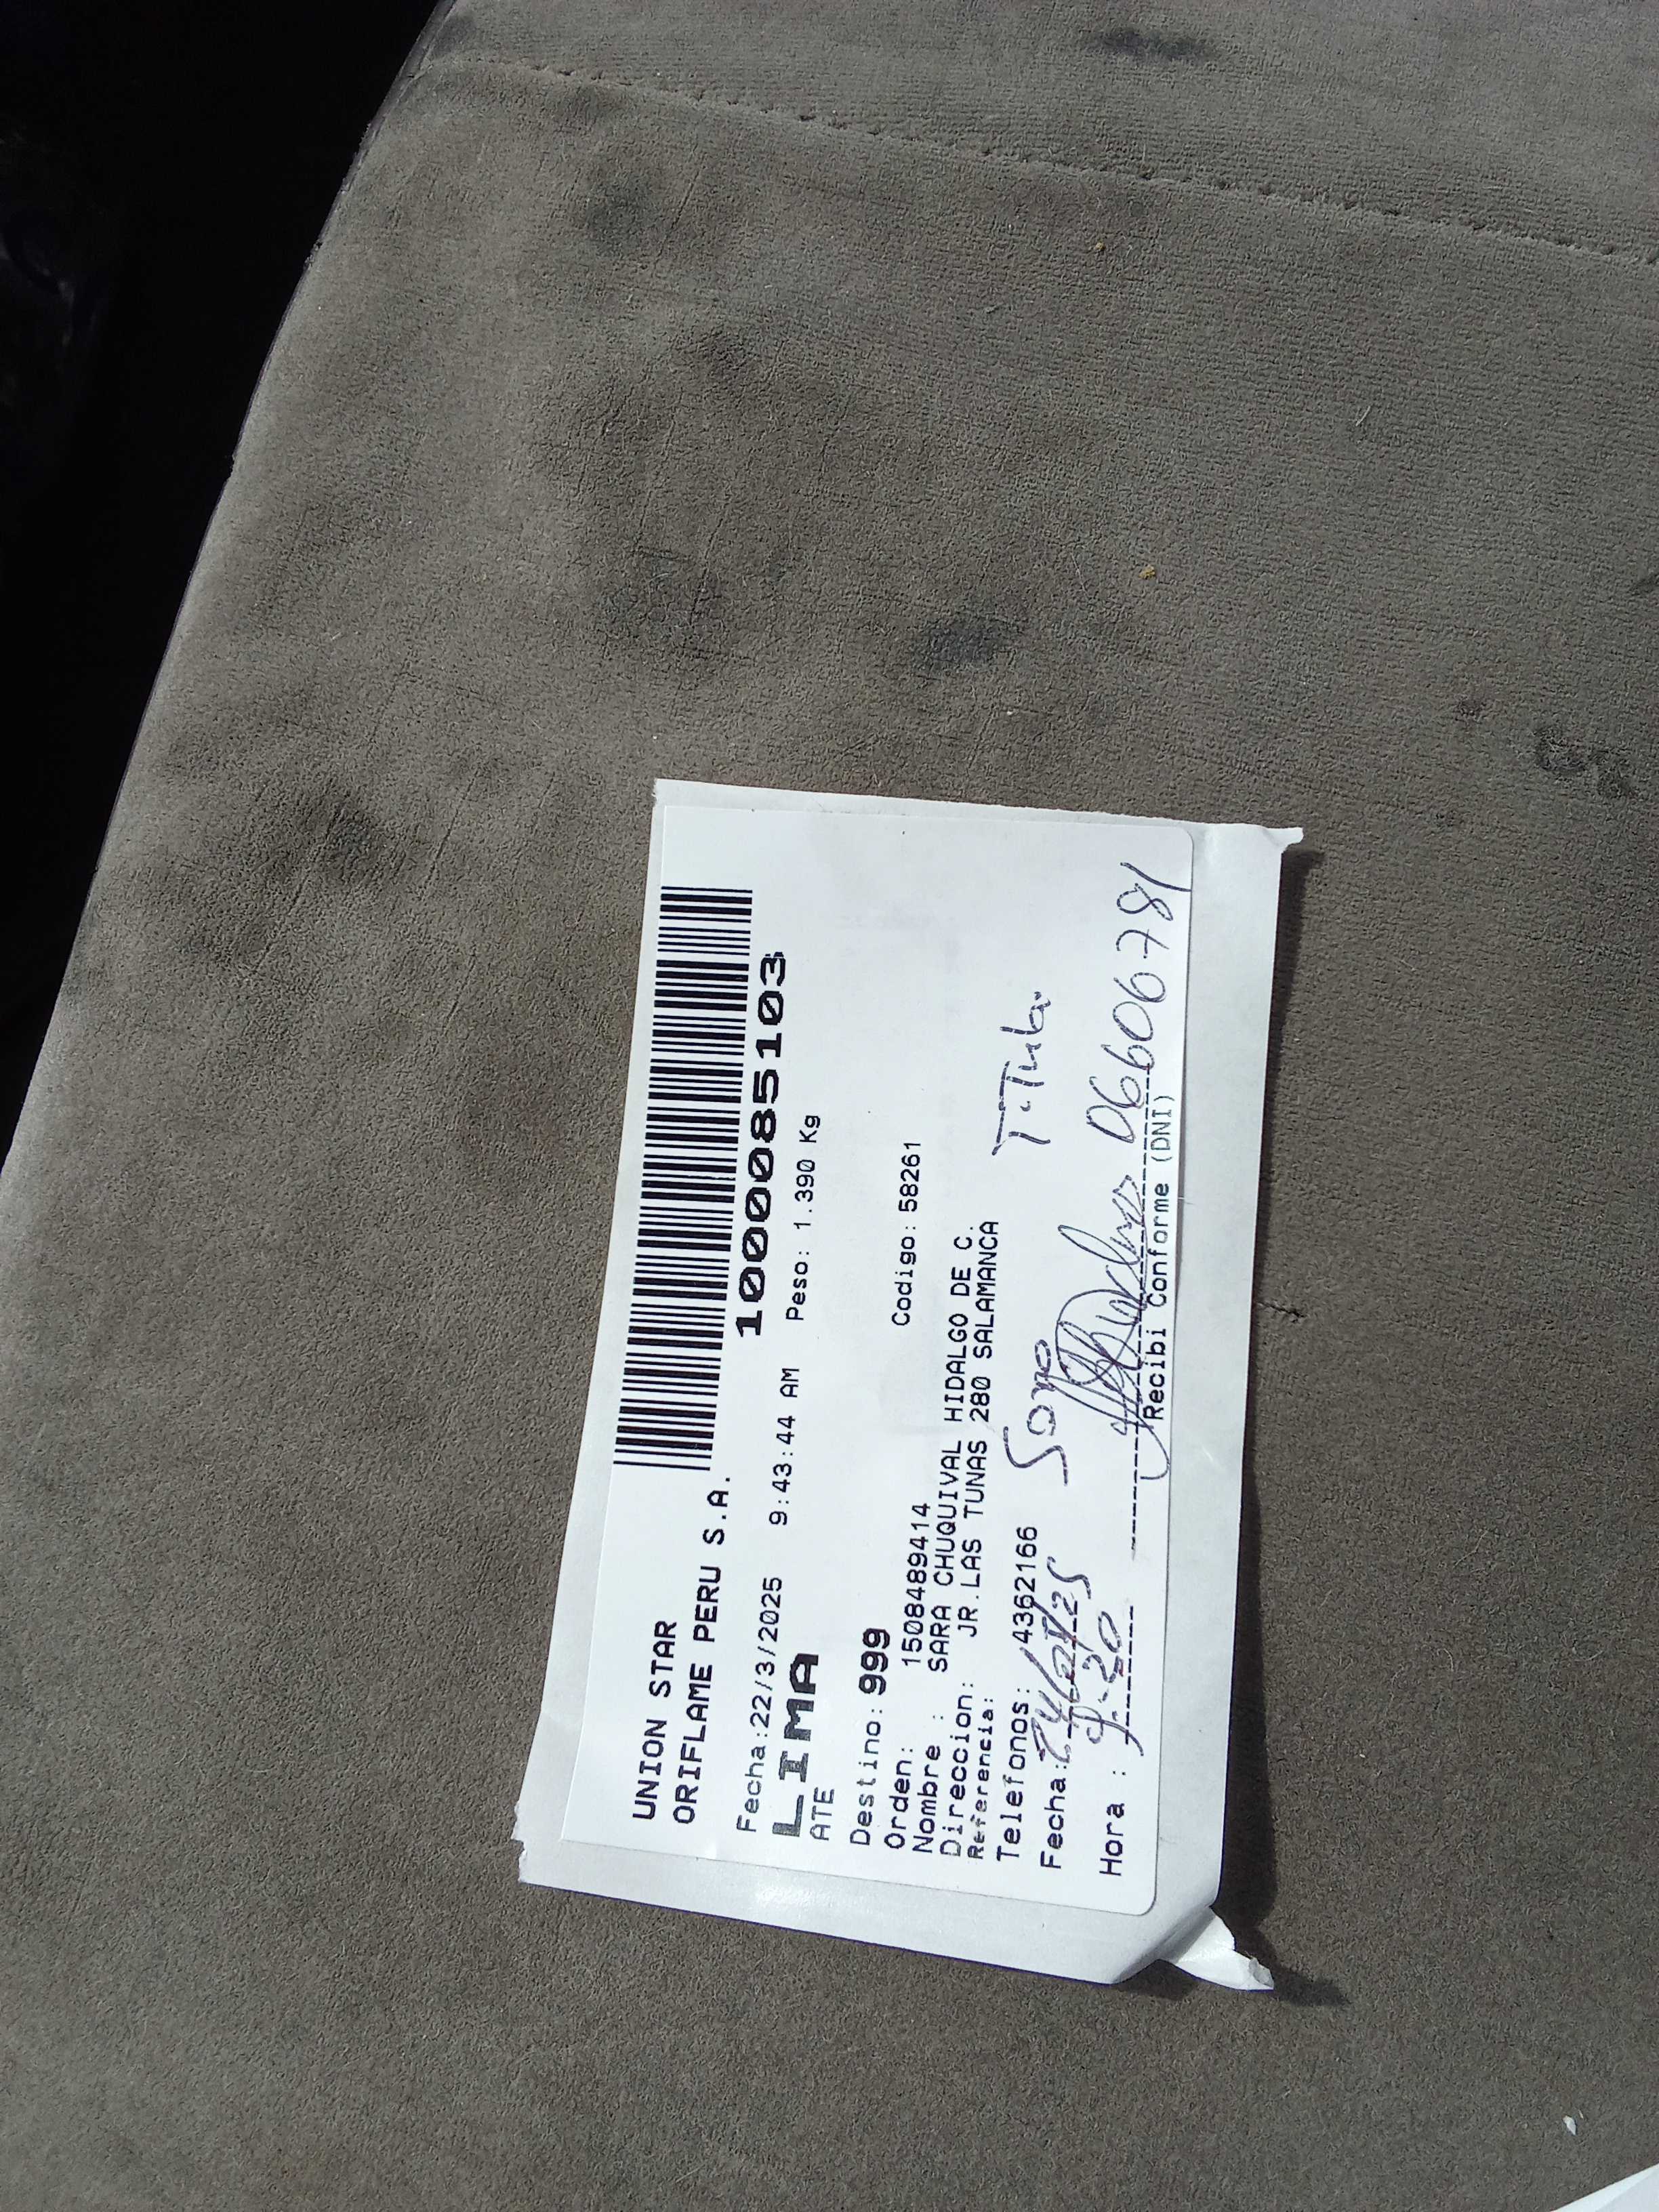 UNION STAR
ORIFLAME PERU S.A.
1000085103
Fecha:22/3/2025 9:43:44 AM Peso: 1.390 Kg
LIMA
ATE
Destino: 999
Orden: 15084489414
Codigo: 58261
Nombre : SARA CHUQUIVAL HIDALGO DE C.
Direccion: JR.LAS TUNAS 280 SALAMANCA
Referencia:
Telefonos: 4362166
Titular
Fecha:
Hora :
06606781
Recibi Conforme (DNI)